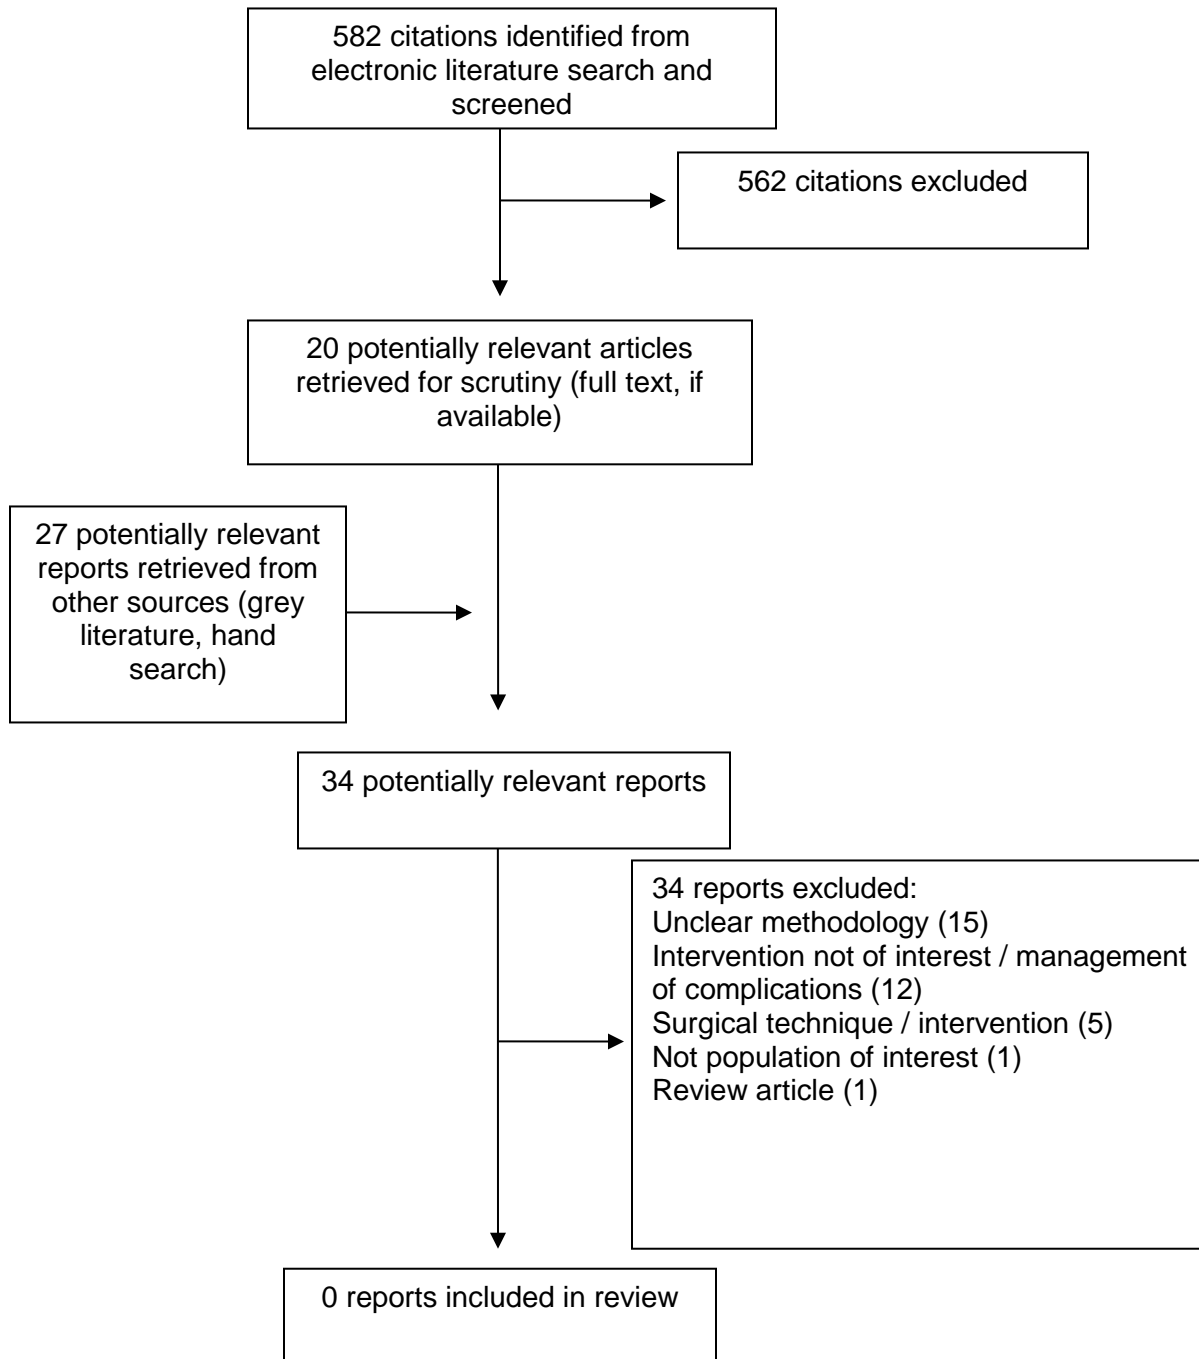 582 citations identified from
electronic literature search and
screened
562 citations excluded
20 potentially relevant articles
retrieved for scrutiny (full text, if
available)
27 potentially relevant
reports retrieved from
other sources (grey
literature, hand
search)
34 potentially relevant reports
34 reports excluded:
Unclear methodology (15)
Intervention not of interest / management
of complications (12)
Surgical technique / intervention (5)
Not population of interest (1)
Review article (1)
0 reports included in review